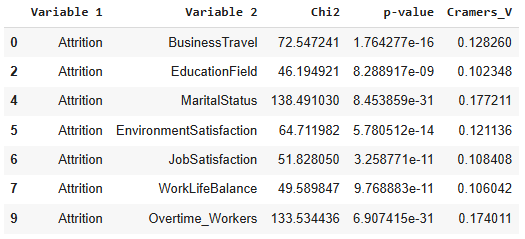 Variable 1 Variable 2 Chi2 p-value Cramers_V
0 Attrition BusinessTravel 72.547241 1.764277e-16 0.128260
2 Attrition EducationField 46.194921 8.288917e-09 0.102348
4 Attrition MaritalStatus 138.491030 8.453859e-31 0.177211
5 Attrition EnvironmentSatisfaction 64.711982 5.780512e-14 0.121136
6 Attrition JobSatisfaction 51.828050 3.258771e-11 0.108408
7 Attrition WorkLifeBalance 49.589847 9.768883e-11 0.106042
9 Attrition Overtime_Workers 133.534436 6.907415e-31 0.174011